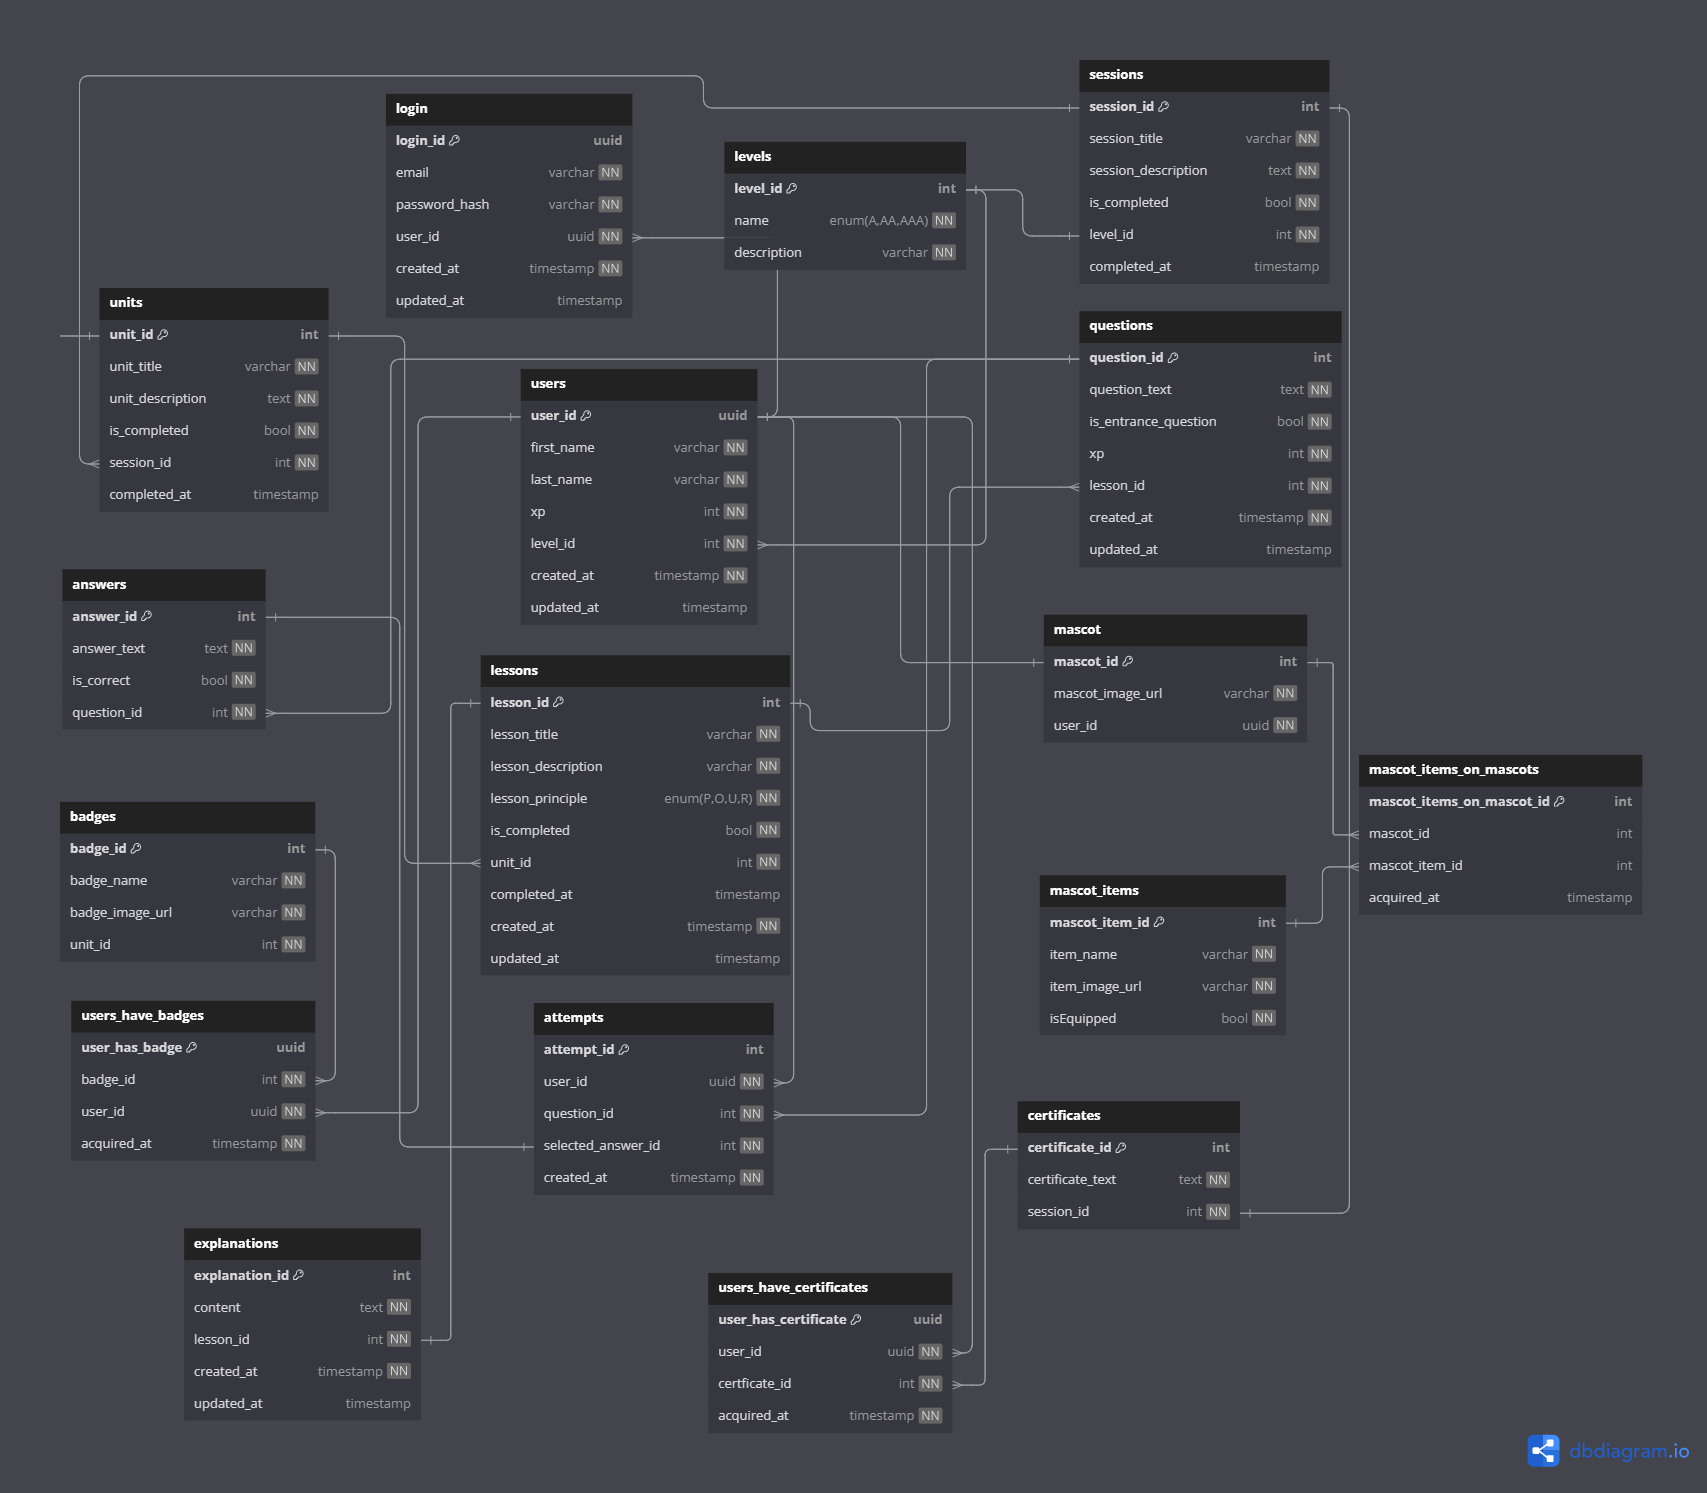 sessions
session_id int
session_title varchar NN
session_description text NN
is_completed bool NN
level_id int NN
completed_at timestamp
login
login_id uuid
email varchar NN
password_hash varchar NN
user_id uuid NN
created_at timestamp NN
updated_at timestamp
levels
level_id int
name enum(A,AA,AAA) NN
description varchar NN
units
unit_id int
unit_title varchar NN
unit_description text NN
is_completed bool NN
session_id int NN
completed_at timestamp
questions
question_id int
question_text text NN
is_entrance_question bool NN
xp int NN
lesson_id int NN
created_at timestamp NN
updated_at timestamp
users
user_id uuid
first_name varchar NN
last_name varchar NN
xp int NN
level_id int NN
created_at timestamp NN
updated_at timestamp
answers
answer_id int
answer_text text NN
is_correct bool NN
question_id int NN
mascot
mascot_id int
mascot_image_url varchar NN
user_id uuid NN
lessons
lesson_id int
lesson_title varchar NN
lesson_description varchar NN
lesson_principle enum(P,O,U,R) NN
is_completed bool NN
unit_id int NN
completed_at timestamp
created_at timestamp NN
updated_at timestamp
mascot_items_on_mascots
mascot_items_on_mascot_id int
mascot_id int
mascot_item_id int
acquired_at timestamp
badges
badge_id int
badge_name varchar NN
badge_image_url varchar NN
unit_id int NN
mascot_items
mascot_item_id int
item_name varchar NN
item_image_url varchar NN
isEquipped bool NN
users_have_badges
user_has_badge uuid
badge_id int NN
user_id uuid NN
acquired_at timestamp NN
attempts
attempt_id int
user_id uuid NN
question_id int NN
selected_answer_id int NN
created_at timestamp NN
certificates
certificate_id int
certificate_text text NN
session_id int NN
explanations
explanation_id int
content text NN
lesson_id int NN
created_at timestamp NN
updated_at timestamp
users_have_certificates
user_has_certificate uuid
user_id uuid NN
certficate_id int NN
acquired_at timestamp NN
dbdiagram.io